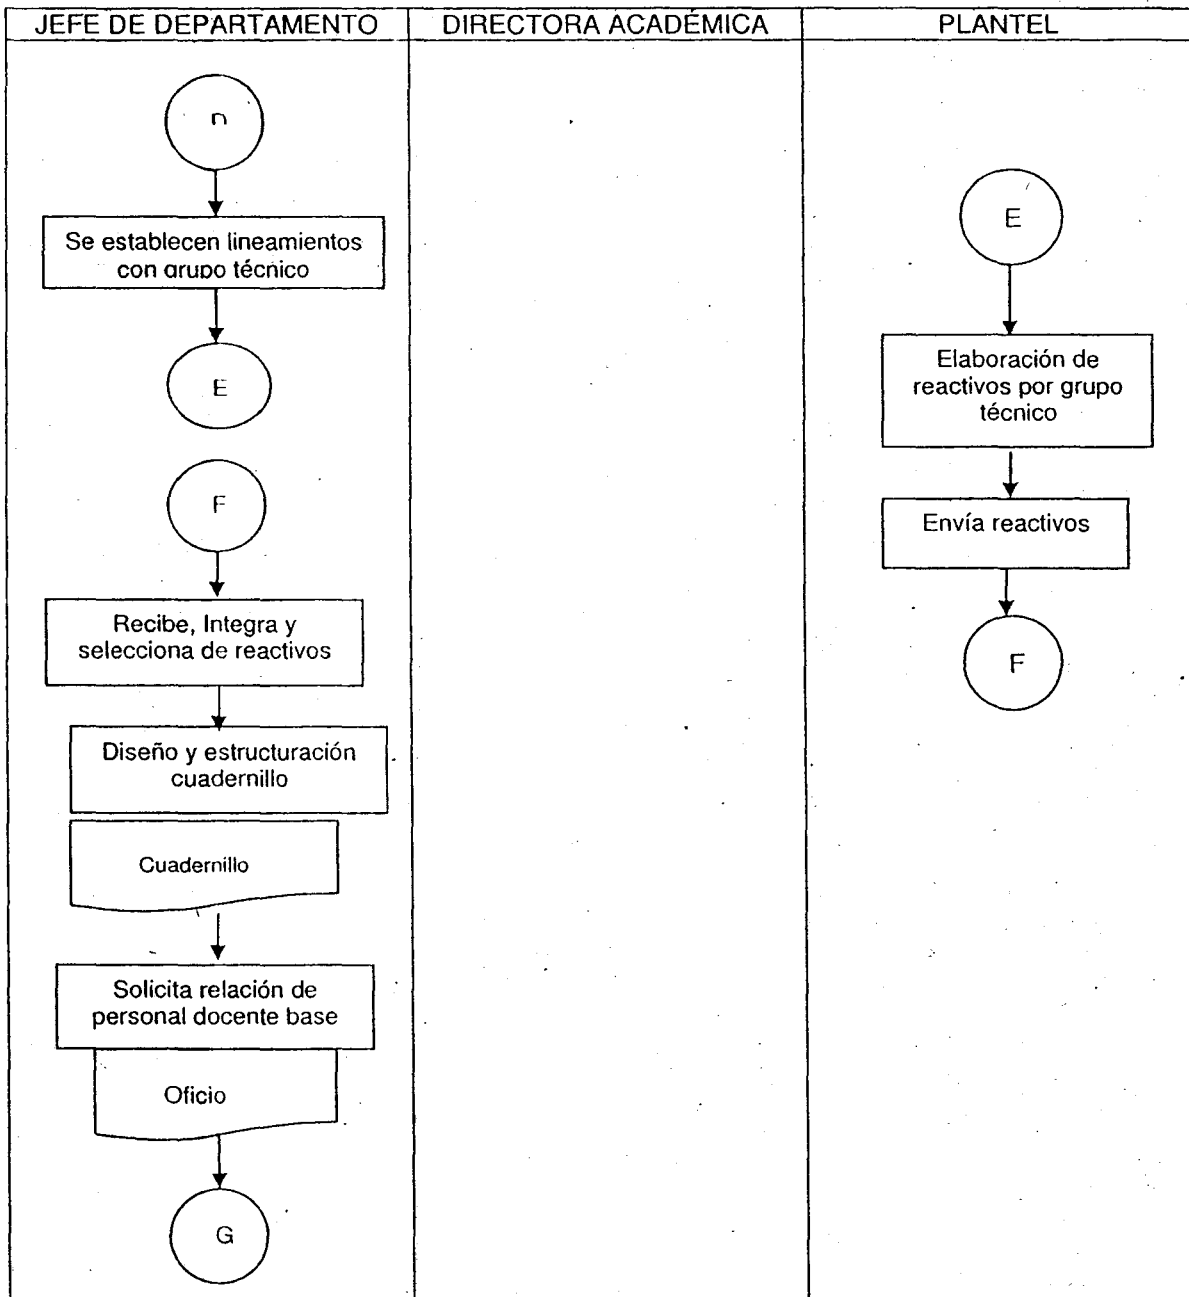 JEFE DE DEPARTAMENTO
DIRECTORA ACADÉMICA
PLANTEL
Se establecen lineamientos
con grupo técnico
E
F
Recibe, Integra y
selecciona de reactivos
Diseño y estructuración
cuadernillo
Cuadernillo
Solicita relación de
personal docente base
Oficio
G
E
Elaboración de
reactivos por grupo
técnico
Envía reactivos
F